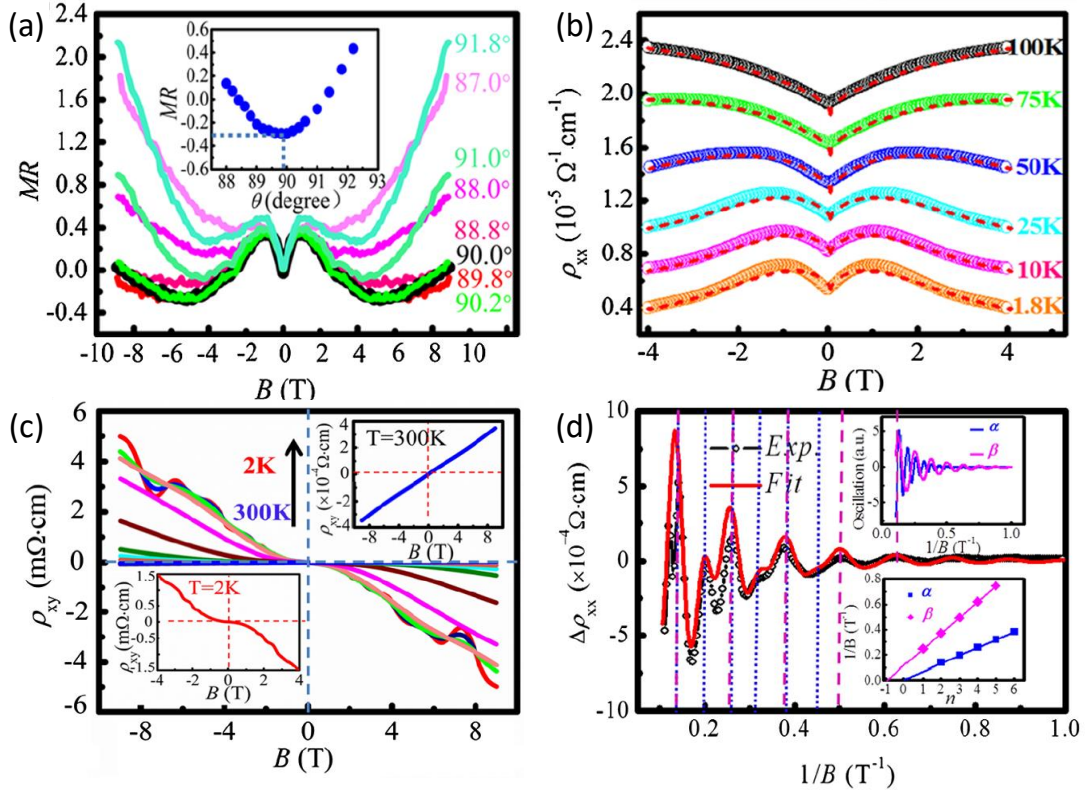 (a)
2.4
2.0
1.6
1.2
0.8
0.4
0.0
-0.4
MR
-10 -8 -6 -4 -2 0 2 4 6 8 10
B (T)
91.8°
87.0°
91.0°
88.0°
88.8°
90.0°
89.8°
90.2°
0.6
0.4
0.2
0.0
-0.2
-0.4
-0.6
MR
88 89 90 91 92 93
θ (degree)
(b)
2.4
2.0
1.6
1.2
0.8
0.4
ρxx (10⁻⁵ Ω⁻¹·cm⁻¹)
100K
75K
50K
25K
10K
1.8K
-4 -2 0 2 4
B (T)
(c)
6
4
2
0
-2
-4
-6
ρxy (mΩ·cm)
2K
300K
-8 -4 0 4 8
B (T)
T=300K
4
2
0
-2
-4
ρxy (×10⁻⁴ Ω·cm)
-8 -4 0 4 8
B (T)
T=2K
1.5
0.0
-1.5
ρxy (mΩ·cm)
-4 -2 0 2 4
B (T)
(d)
10
5
0
-5
-10
Δρxx (×10⁻⁴ Ω·cm)
Exp.
Fit
0.2 0.4 0.6 0.8 1.0
1/B (T⁻¹)
α
β
5
0
-5
Oscillation (a.u.)
0.5 1.0
1/B (T⁻¹)
α
β
0.8
0.6
0.4
0.2
0.0
1/B (T⁻¹)
-1 0 1 2 3 4 5 6
n